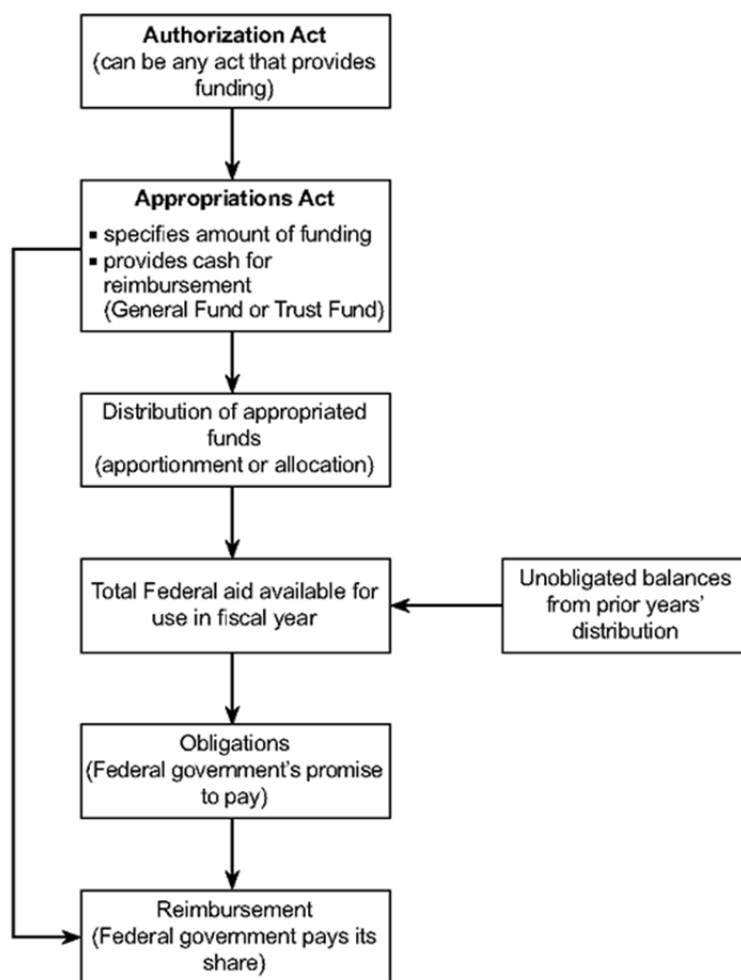 Authorization Act
(can be any act that provides
funding)
Appropriations Act
▪ specifies amount of funding
▪ provides cash for
reimbursement
(General Fund or Trust Fund)
Distribution of appropriated
funds
(apportionment or allocation)
Total Federal aid available for
use in fiscal year
Unobligated balances
from prior years'
distribution
Obligations
(Federal government's promise
to pay)
Reimbursement
(Federal government pays its
share)